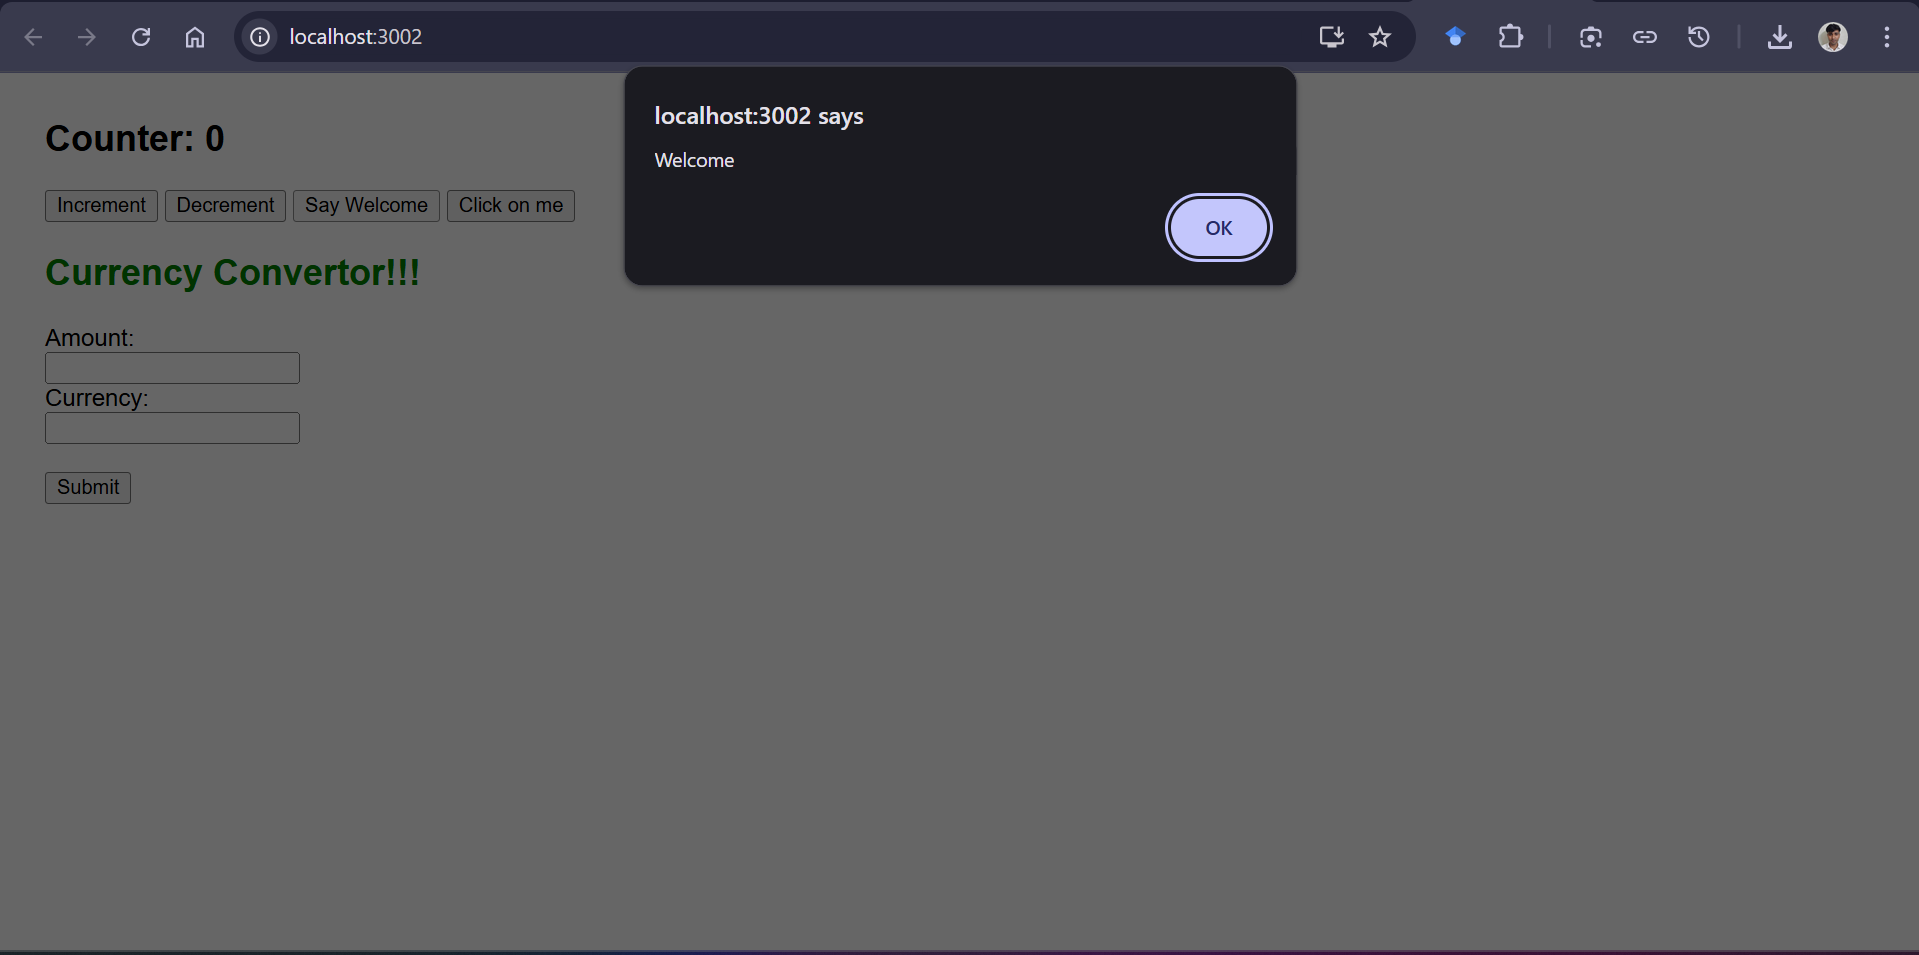 localhost:3002
localhost:3002 says
Welcome
OK
Counter: 0
Increment Decrement Say Welcome Click on me
Currency Convertor!!!
Amount:
Currency:
Submit